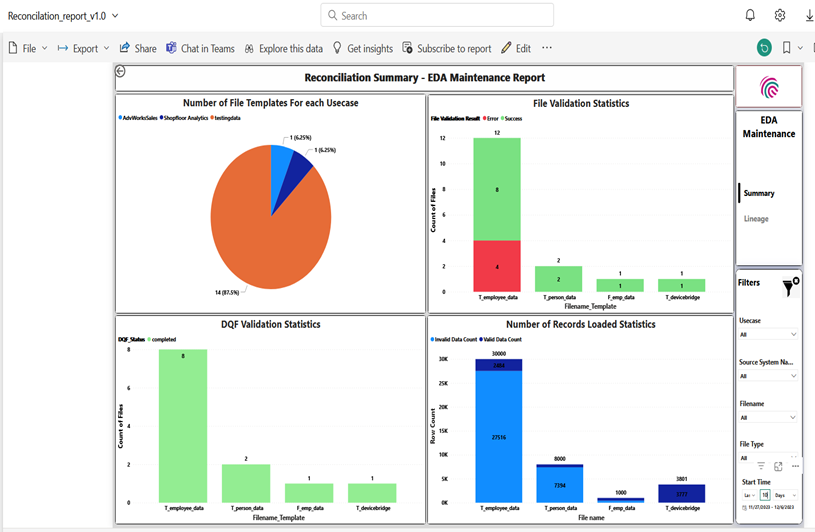 Reconcilation_report_v1.0
Search
File
Export
Share
Chat in Teams
Explore this data
Get insights
Subscribe to report
Edit
Reconciliation Summary - EDA Maintenance Report
Number of File Templates For each Usecase
AdvWorksSales Shopfloor Analytics testingdata
1 (6.25%)
1 (6.25%)
14 (87.5%)
File Validation Statistics
File Validation Result Error Success
Count of Files
12
10
8
6
4
2
0
12
8
4
2
2
1
1
1
1
T_employee_data T_person_data F_emp_data T_devicebridge
Filename_Template
DQF Validation Statistics
DQF_Status completed
Count of Files
8
6
4
2
0
8
2
1
1
T_employee_data T_person_data F_emp_data T_devicebridge
Filename_Template
Number of Records Loaded Statistics
Invalid Data Count Valid Data Count
Row Count
30K
25K
20K
15K
10K
5K
0K
30000
2484
27516
8000
7394
1000
3801
3777
T_employee_data T_person_data F_emp_data T_devicebridge
File name
EDA
Maintenance
Summary
Lineage
Filters
Usecase
All
Source System Na...
All
Filename
All
File Type
All
Start Time
10 Days
11/27/2023 - 12/6/2023